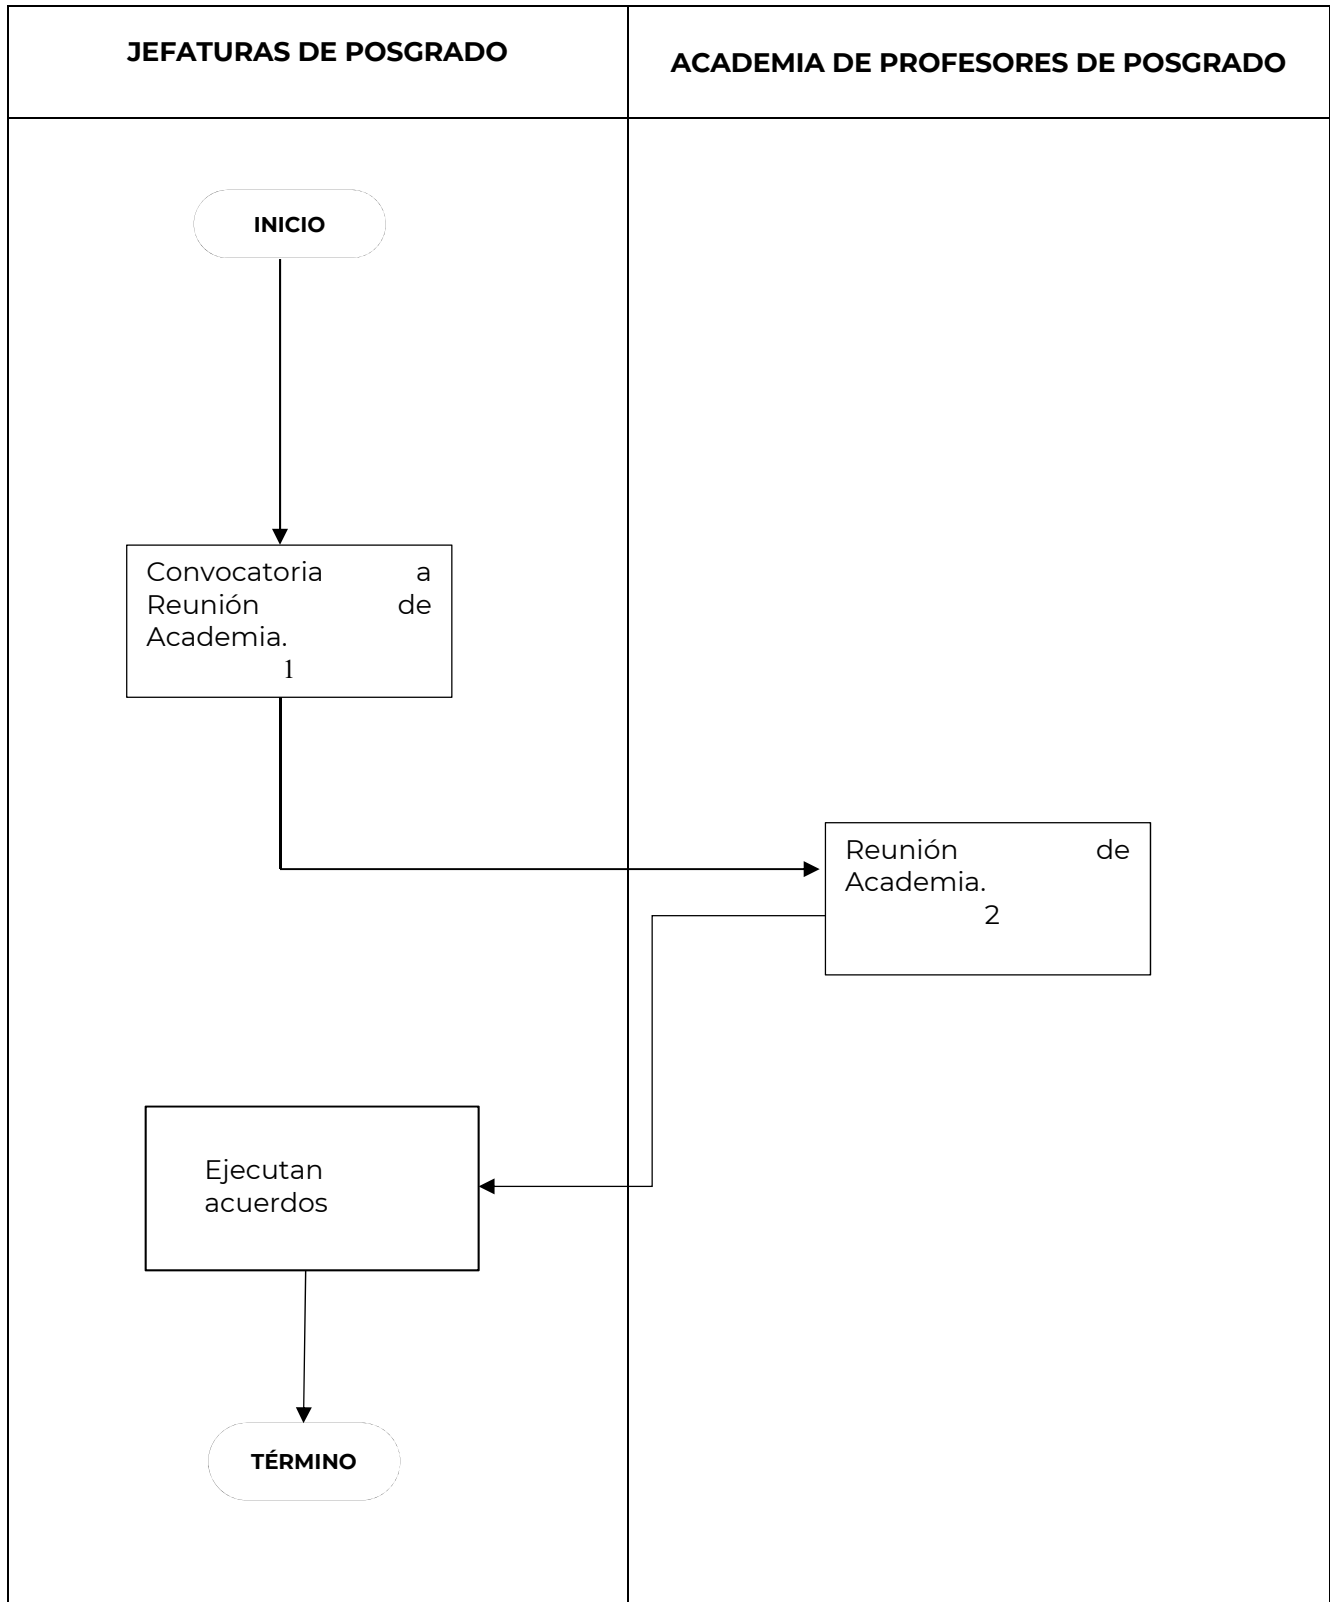 JEFATURAS DE POSGRADO
ACADEMIA DE PROFESORES DE POSGRADO
INICIO
Convocatoria a
Reunión de
Academia.
1
Reunión de
Academia.
2
Ejecutan
acuerdos
TÉRMINO